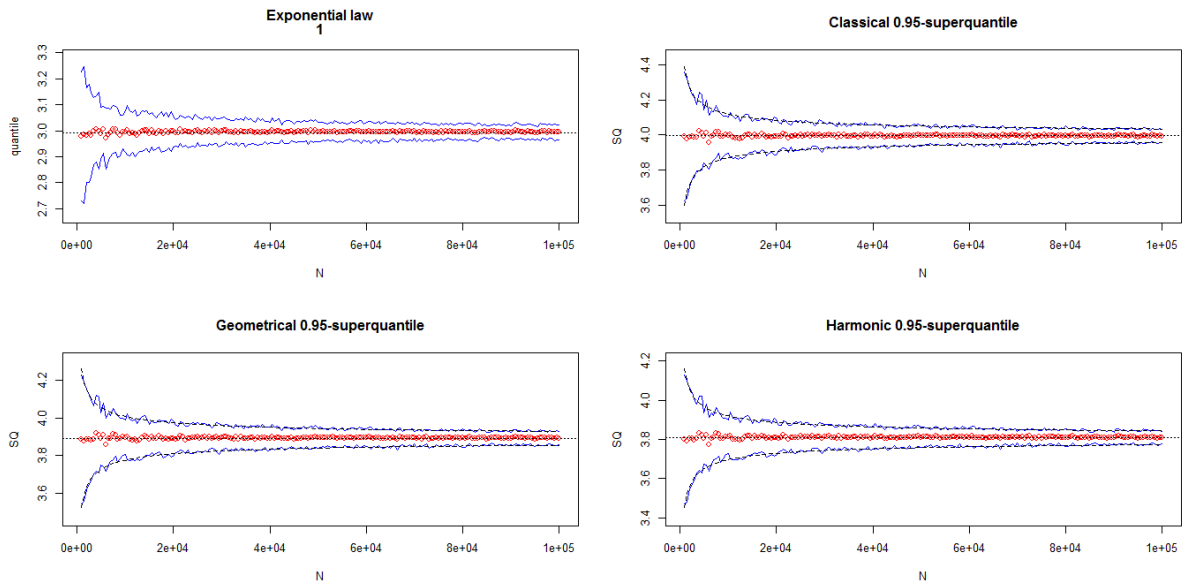 Exponential law
1
quantile
3.3
3.2
3.1
3.0
2.9
2.8
2.7
0e+00 2e+04 4e+04 6e+04 8e+04 1e+05
N
Classical 0.95-superquantile
SQ
4.4
4.2
4.0
3.8
3.6
0e+00 2e+04 4e+04 6e+04 8e+04 1e+05
N
Geometrical 0.95-superquantile
SQ
4.2
4.0
3.8
3.6
0e+00 2e+04 4e+04 6e+04 8e+04 1e+05
N
Harmonic 0.95-superquantile
SQ
4.2
4.0
3.8
3.6
3.4
0e+00 2e+04 4e+04 6e+04 8e+04 1e+05
N